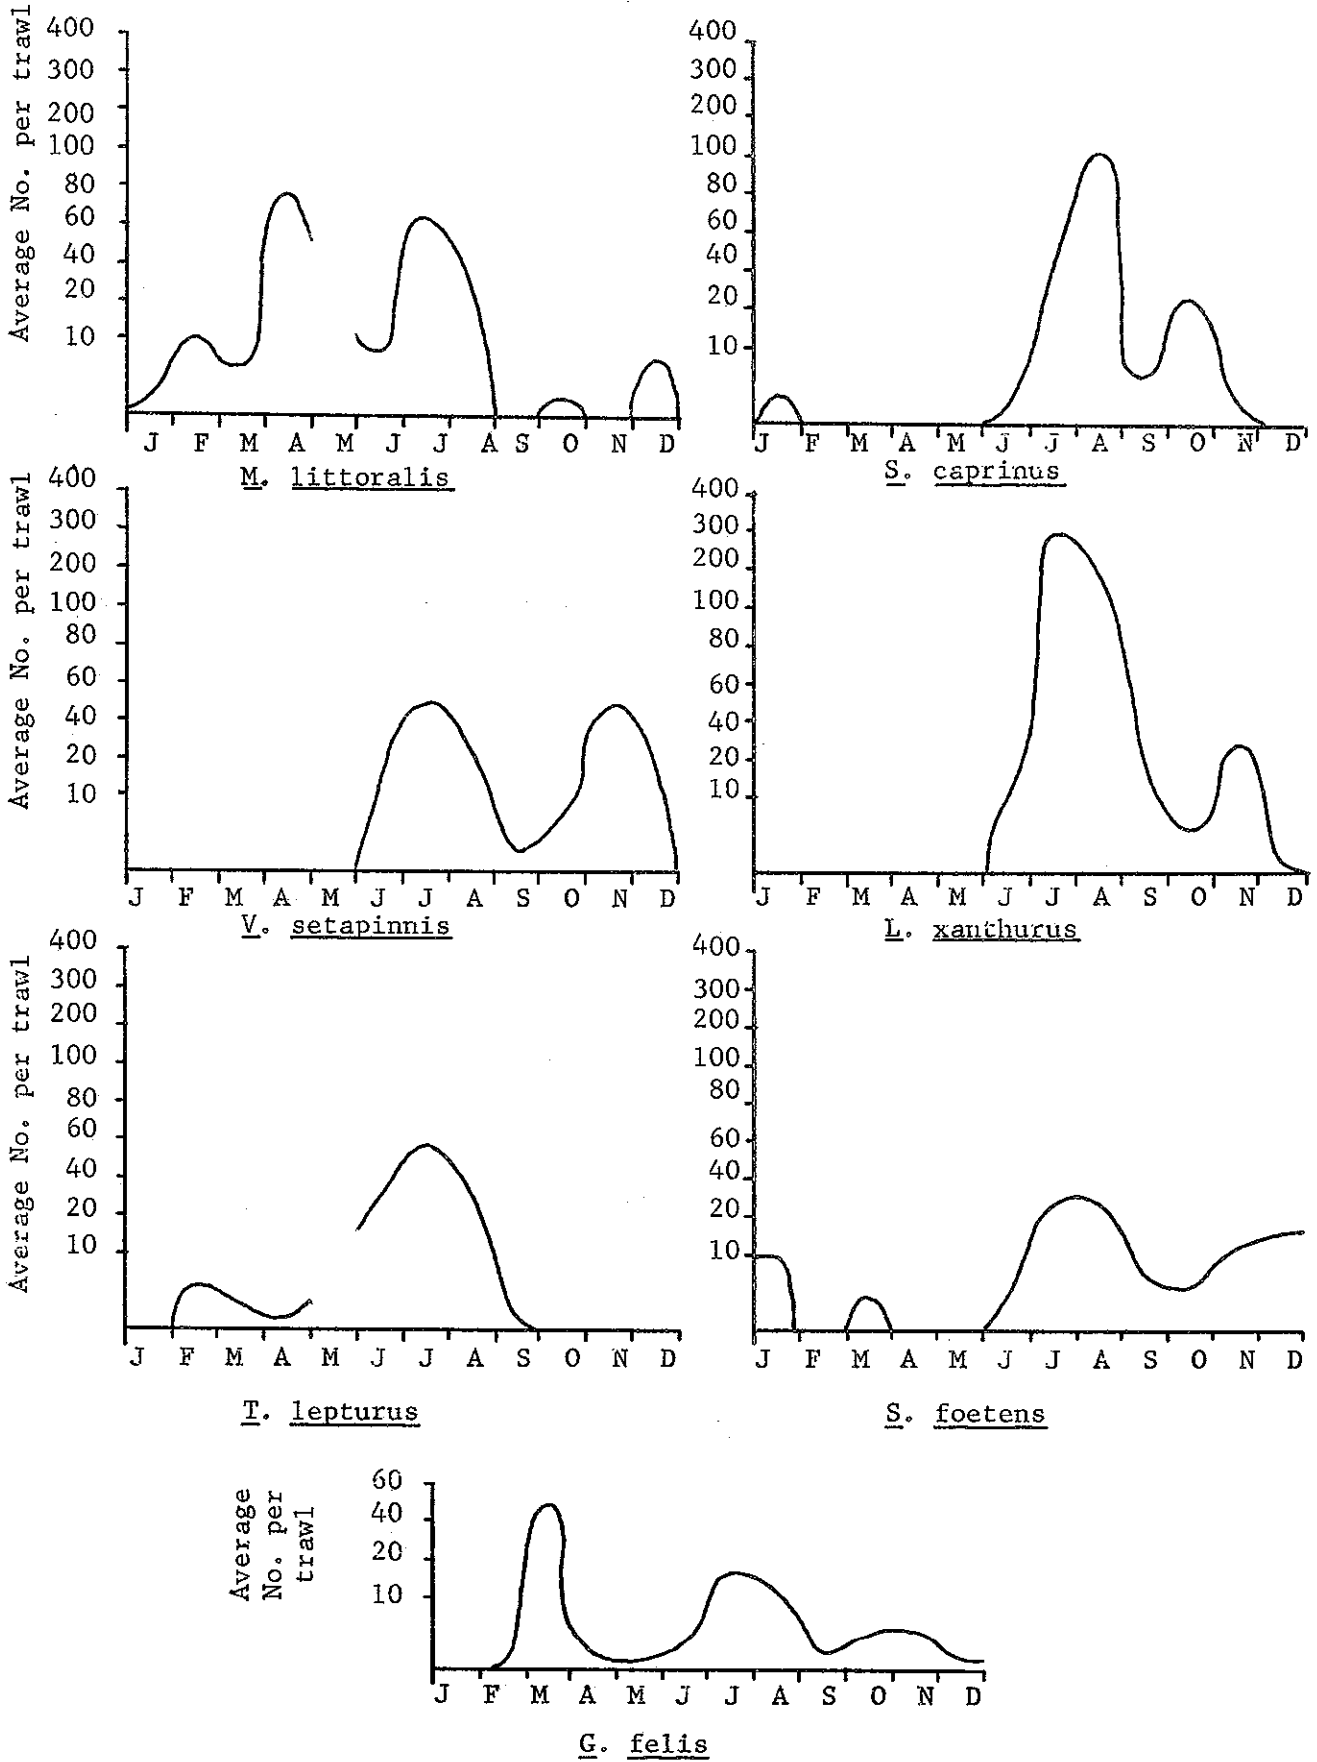 Average No. per trawl
400
300
200
100
80
60
40
20
10
J F M A M J J A S O N D
M. littoralis
400
300
200
100
80
60
40
20
10
J F M A M J J A S O N D
S. caprinus
Average No. per trawl
400
300
200
100
80
60
40
20
10
J F M A M J J A S O N D
V. setapinnis
400
300
200
100
80
60
40
20
10
J F M A M J J A S O N D
L. xanthurus
Average No. per trawl
400
300
200
100
80
60
40
20
10
J F M A M J J A S O N D
T. lepturus
400
300
200
100
80
60
40
20
10
J F M A M J J A S O N D
S. foetens
Average
No. per
trawl
60
40
20
10
J F M A M J J A S O N D
G. felis